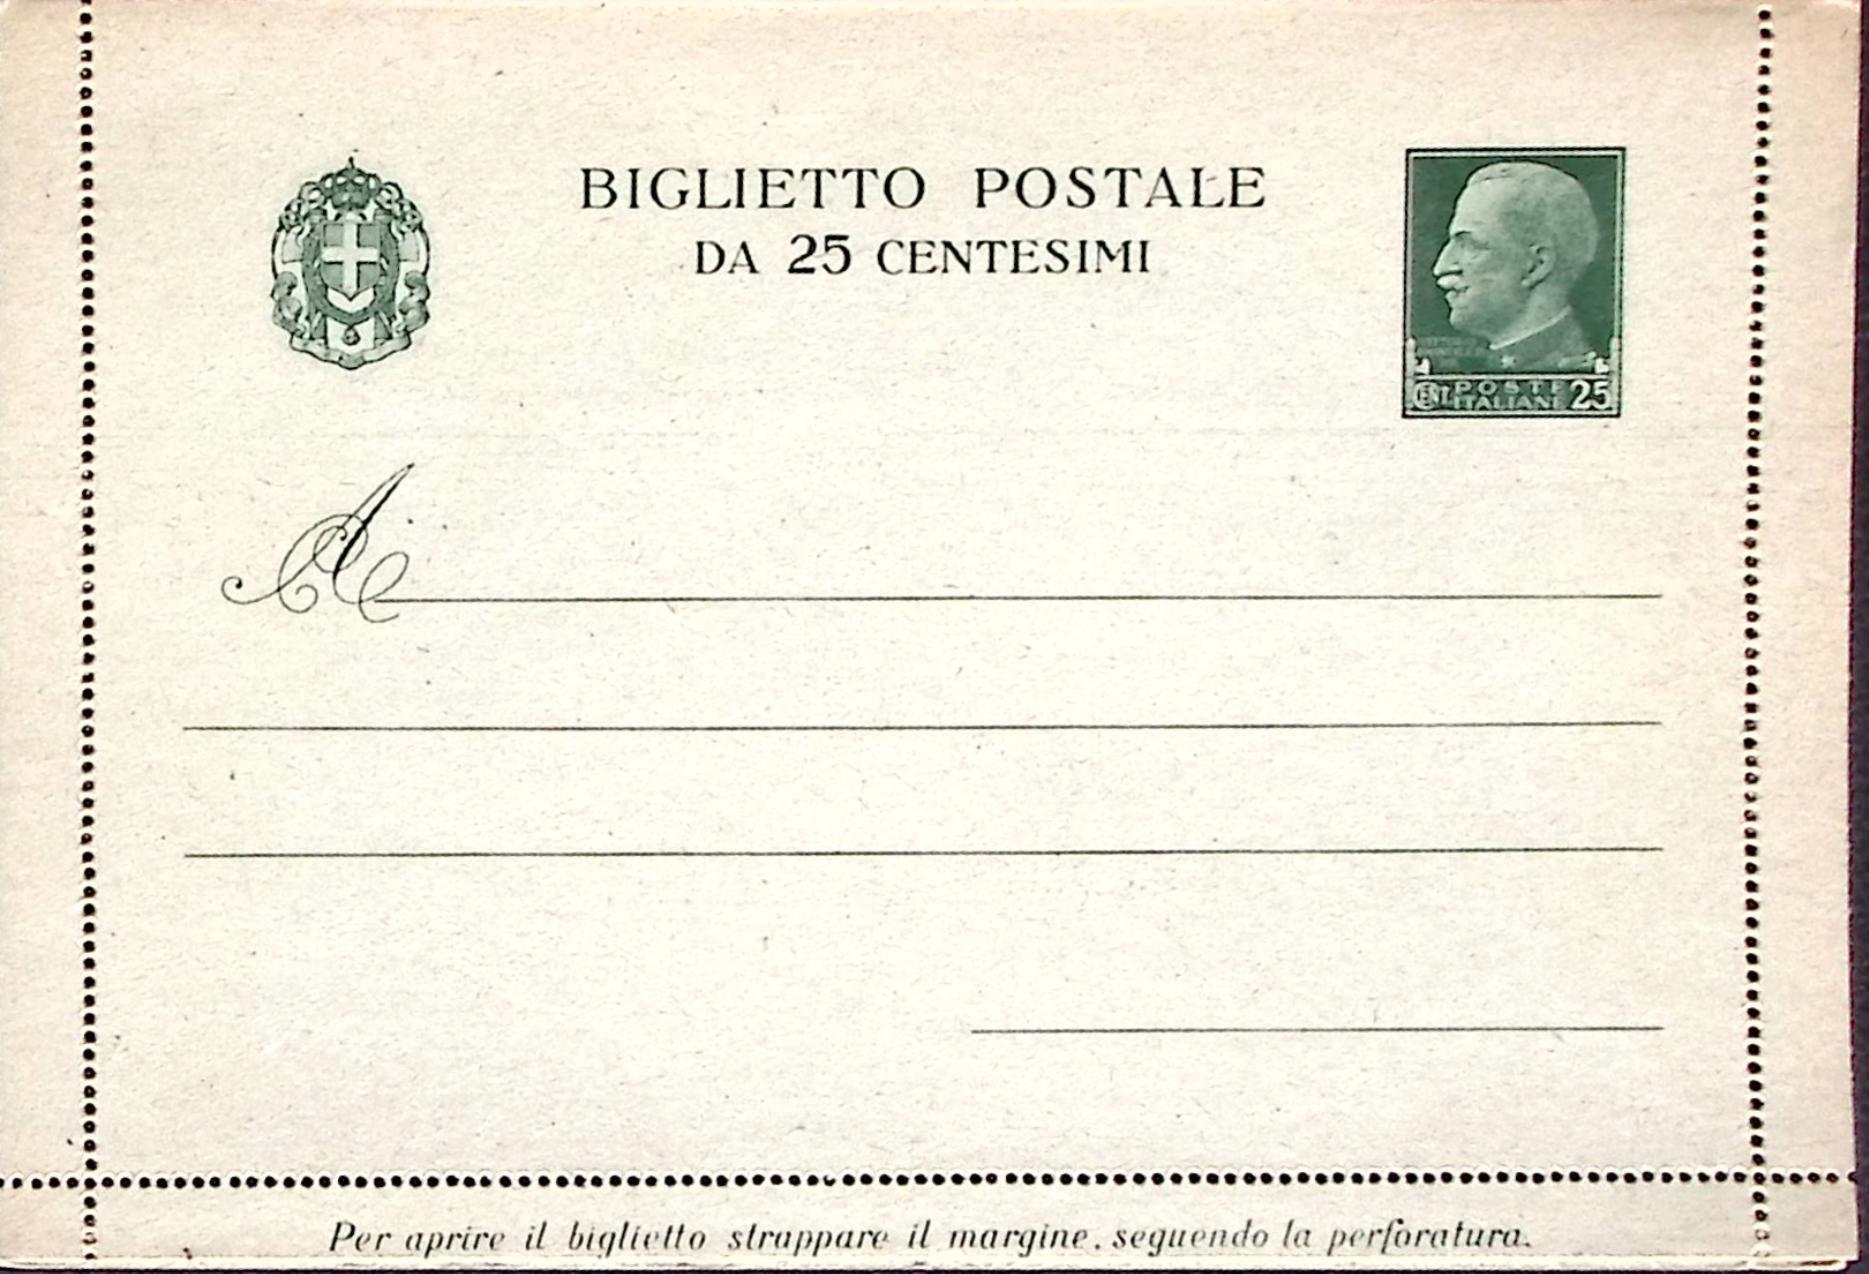 BIGLIETTO POSTALE
DA 25 CENTESIMI
CENT. POSTE ITALIANE 25
A
Per aprire il biglietto strappare il margine, seguendo la perforatura.